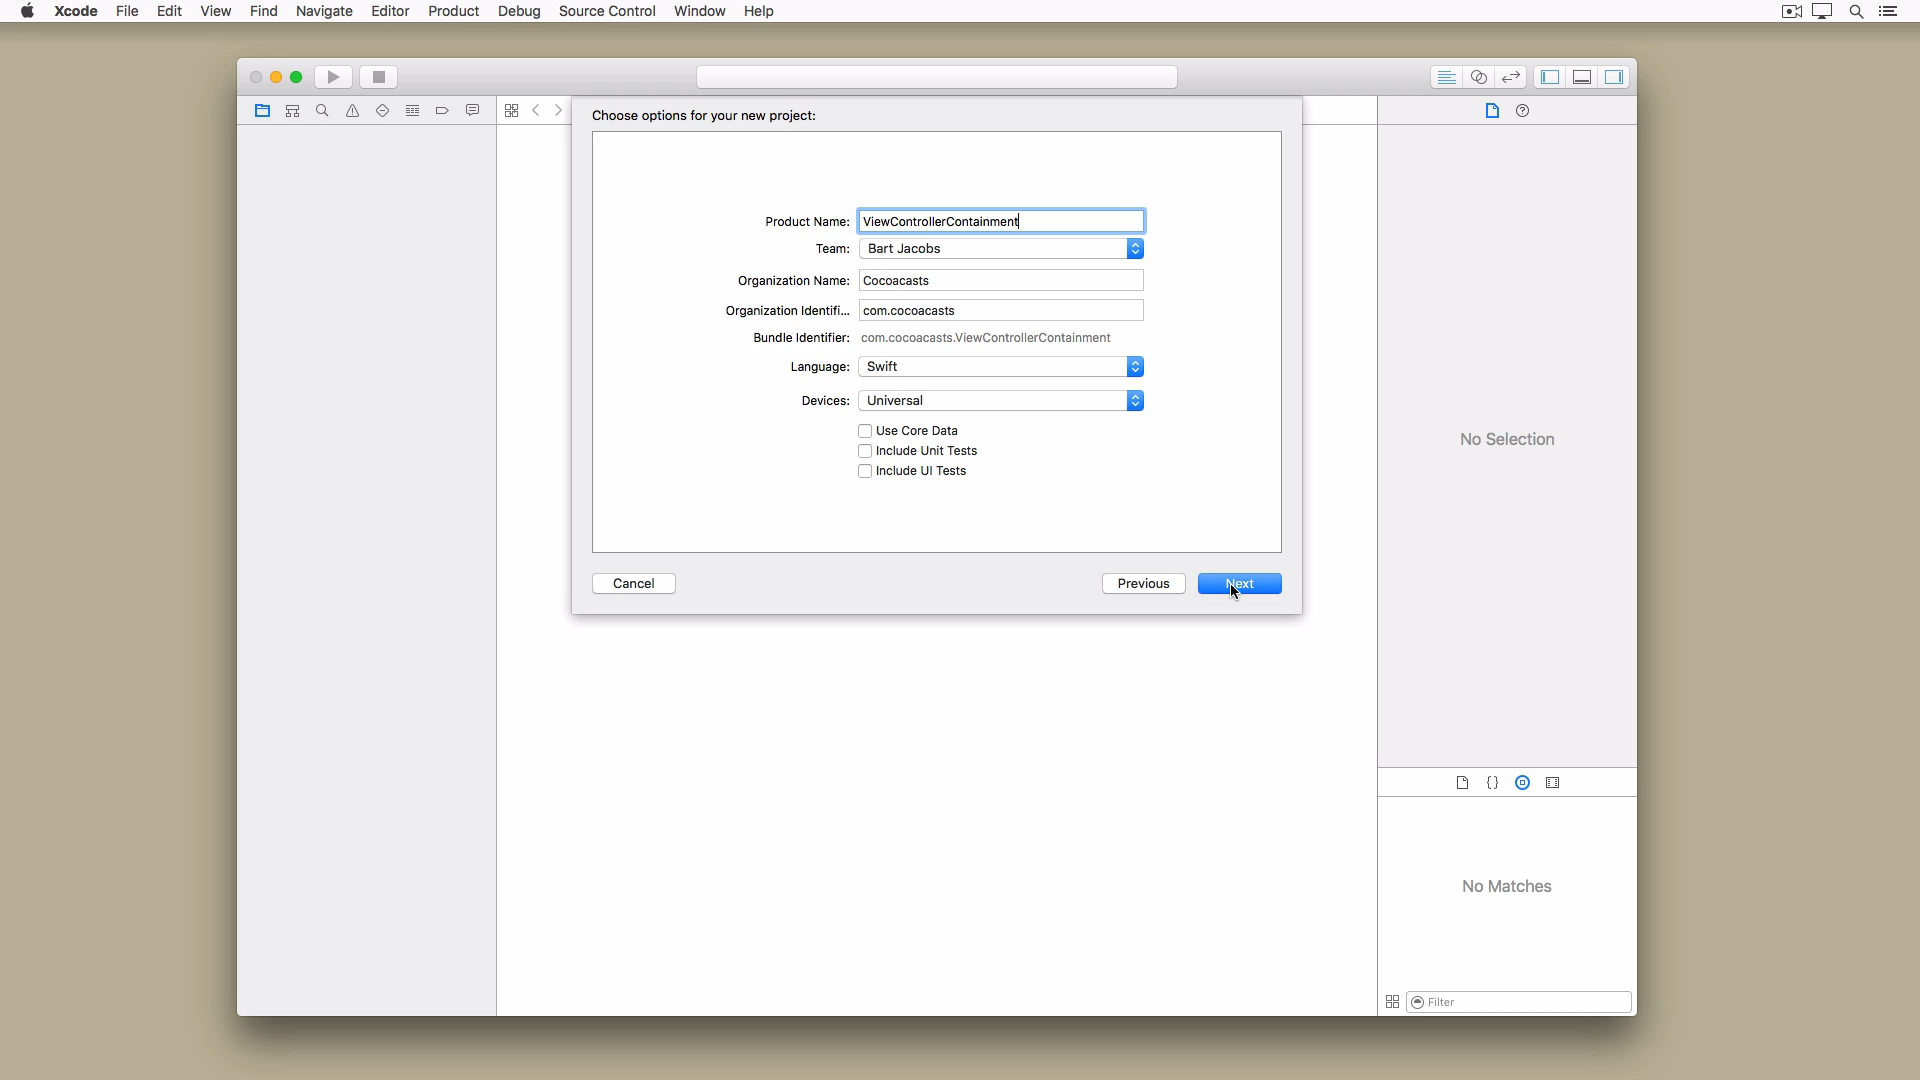 Xcode File Edit View Find Navigate Editor Product Debug Source Control Window Help
Choose options for your new project:
Product Name: ViewControllerContainment
Team: Bart Jacobs
Organization Name: Cocoacasts
Organization Identifi... com.cocoacasts
Bundle Identifier: com.cocoacasts.ViewControllerContainment
Language: Swift
Devices: Universal
Use Core Data
Include Unit Tests
Include UI Tests
Cancel Previous Next
No Selection
No Matches
Filter